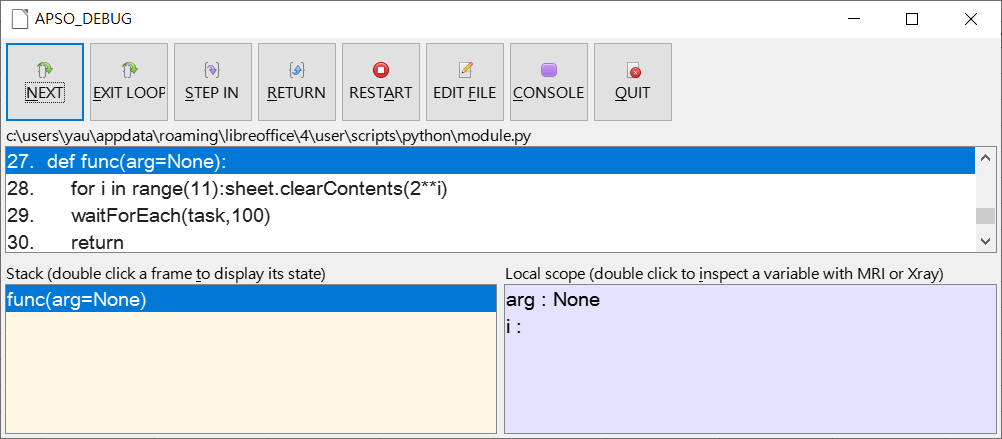 APSO_DEBUG
NEXT EXIT LOOP STEP IN RETURN RESTART EDIT FILE CONSOLE QUIT
c:\users\yau\appdata\roaming\libreoffice\4\user\scripts\python\module.py
27. def func(arg=None):
28. for i in range(11):sheet.clearContents(2**i)
29. waitForEach(task,100)
30. return
Stack (double click a frame to display its state)
func(arg=None)
Local scope (double click to inspect a variable with MRI or Xray)
arg : None
i :